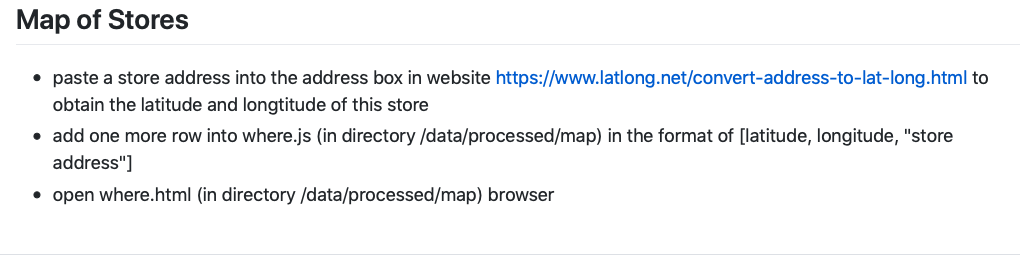 Map of Stores
• paste a store address into the address box in website https://www.latlong.net/convert-address-to-lat-long.html to
obtain the latitude and longtitude of this store
• add one more row into where.js (in directory /data/processed/map) in the format of [latitude, longitude, "store
address"]
• open where.html (in directory /data/processed/map) browser